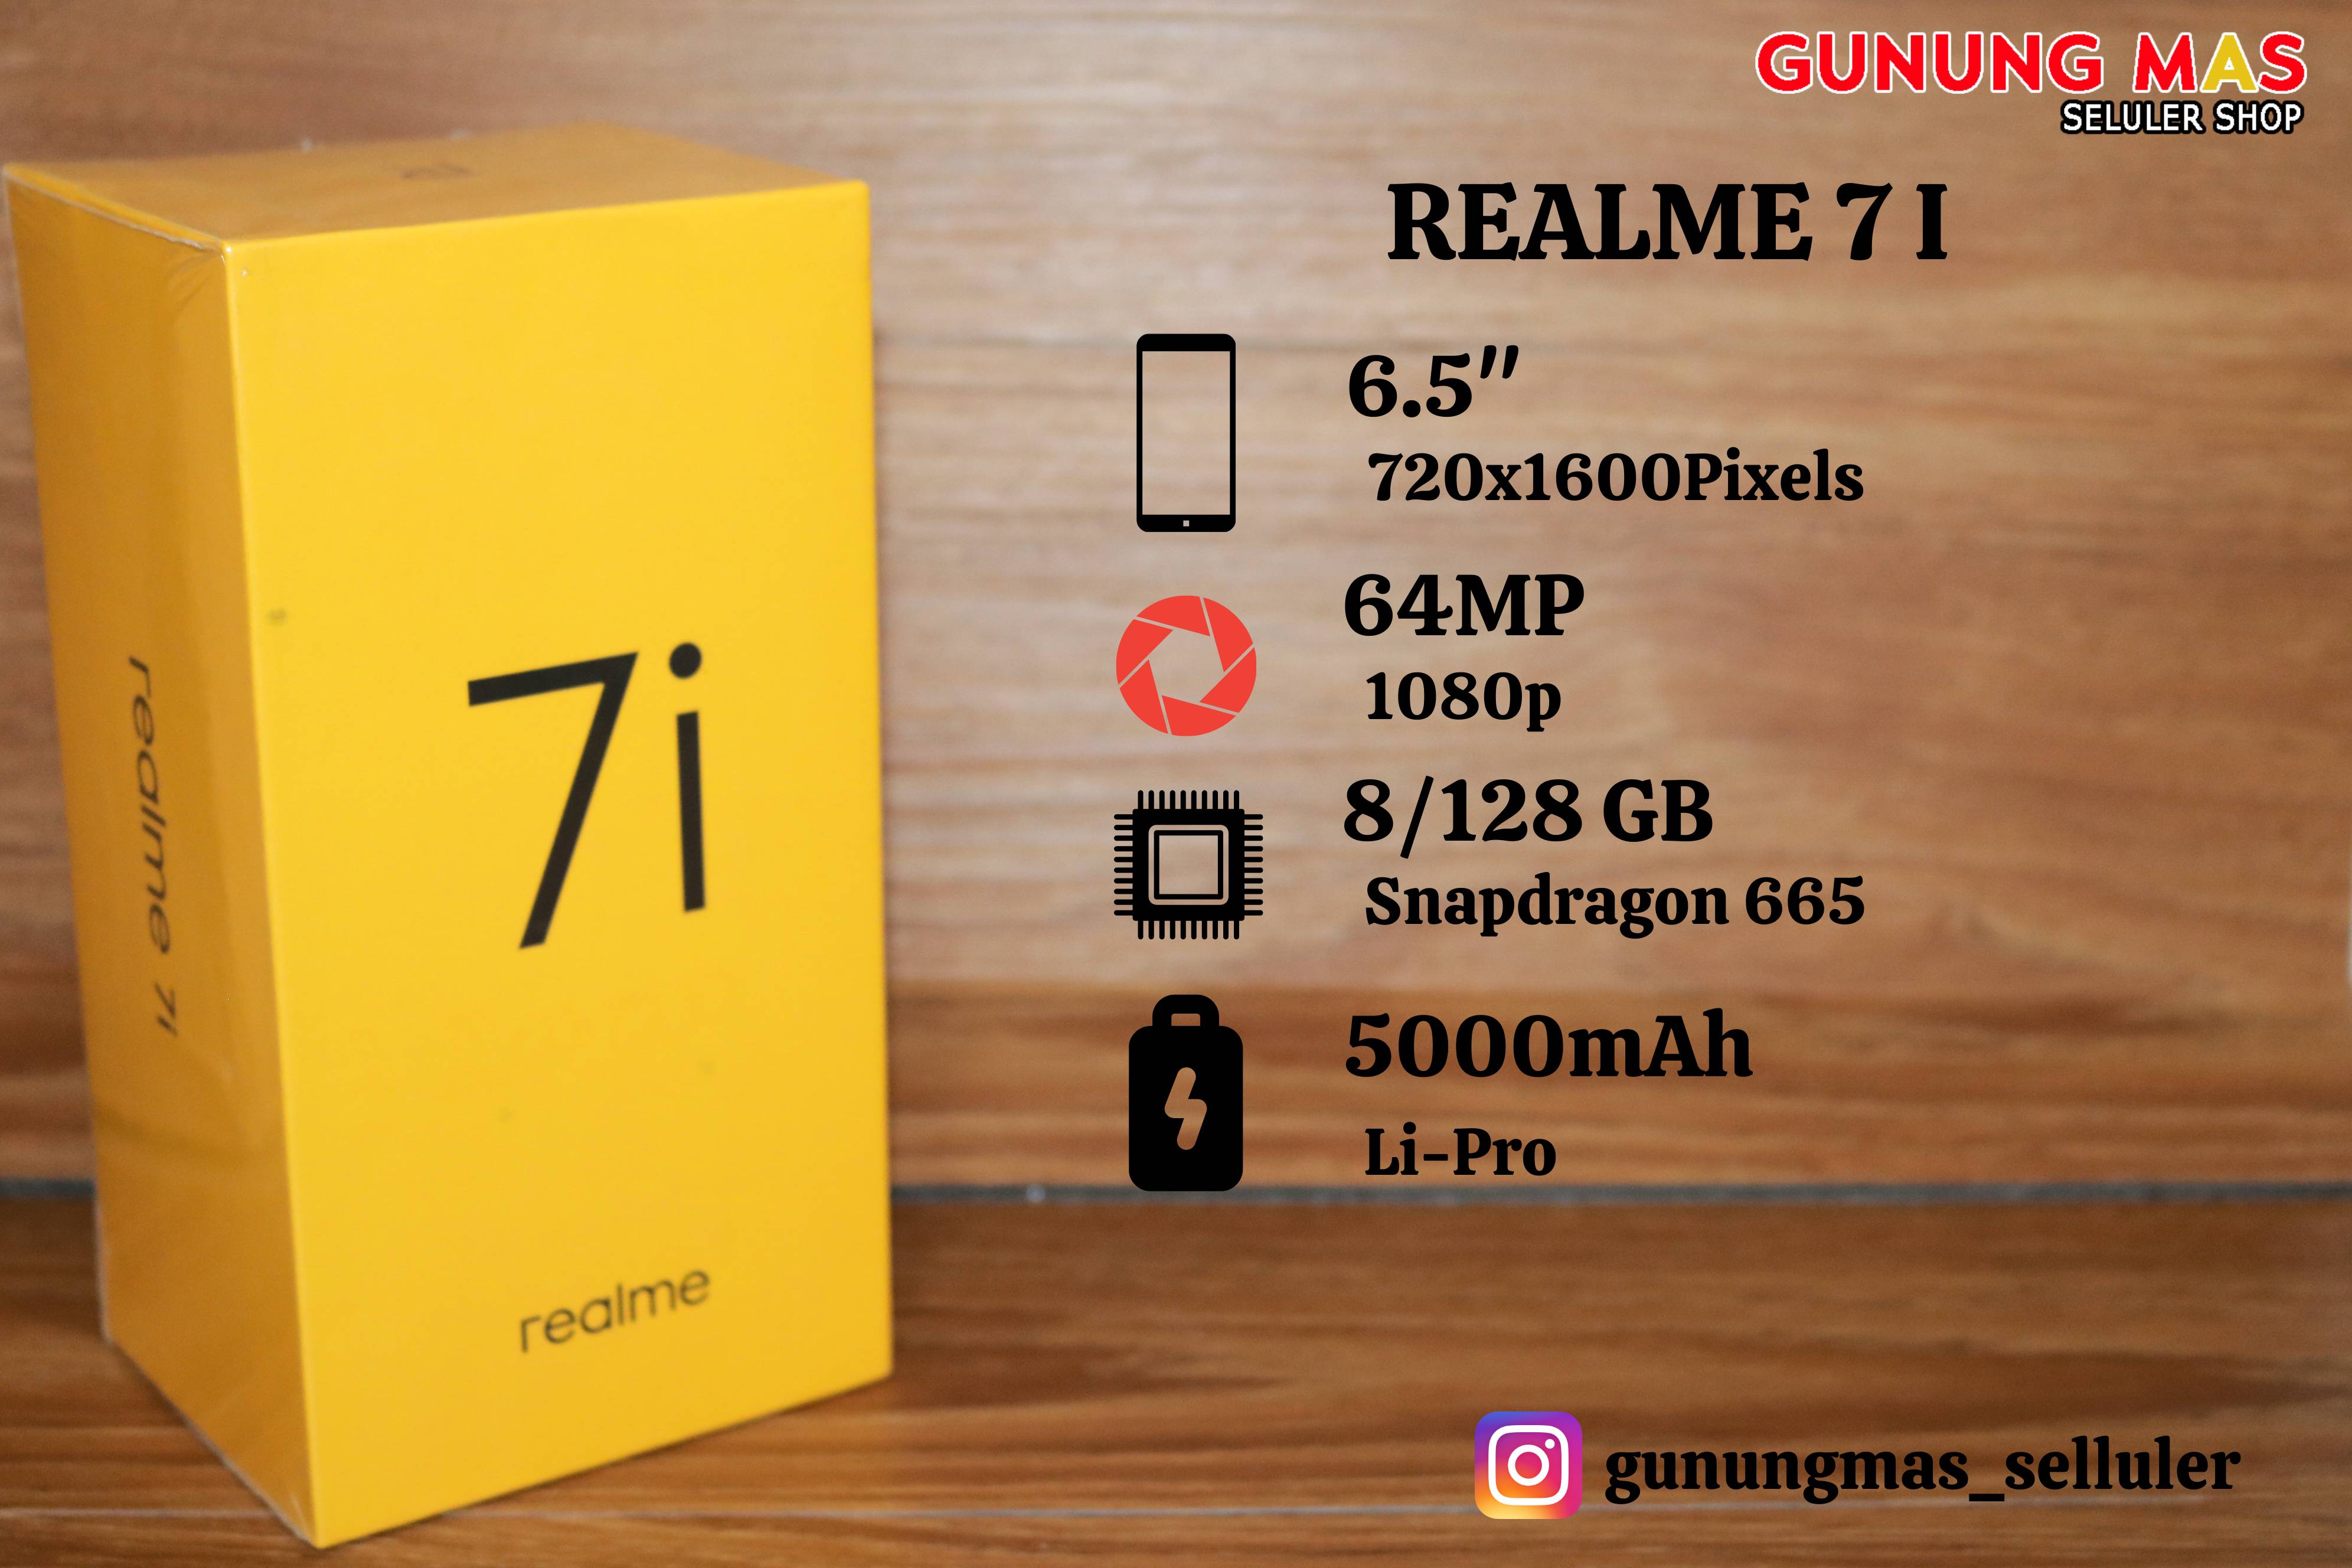 GUNUNG MAS
SELULER SHOP
REALME 7 I
6.5"
720x1600Pixels
64MP
1080p
8/128 GB
Snapdragon 665
5000mAh
Li-Pro
gunungmas_selluler
7i
realme
realme 7i